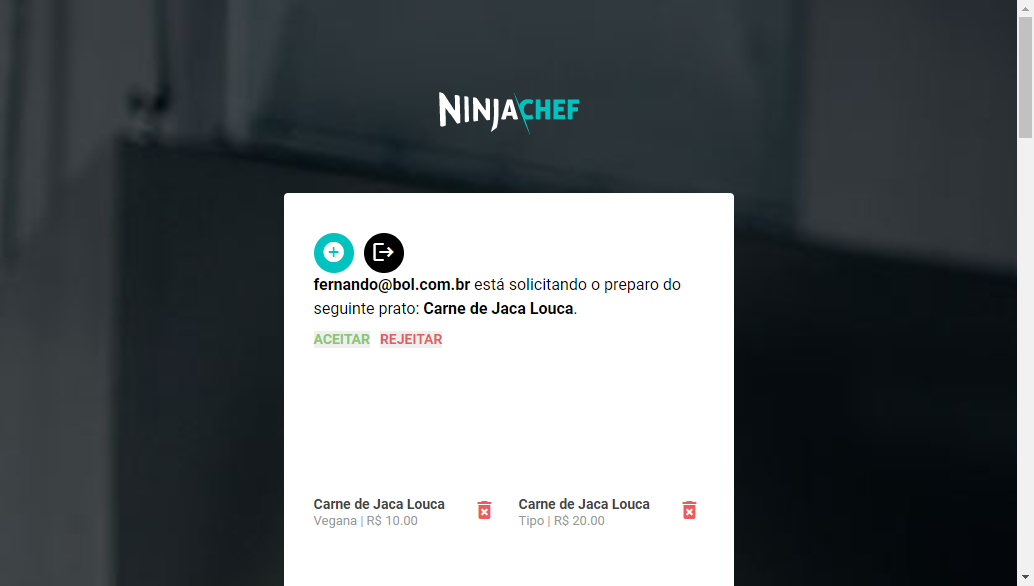 NINJACHEF
fernando@bol.com.br está solicitando o preparo do
seguinte prato: Carne de Jaca Louca.
ACEITAR REJEITAR
Carne de Jaca Louca
Vegana | R$ 10.00
Carne de Jaca Louca
Tipo | R$ 20.00